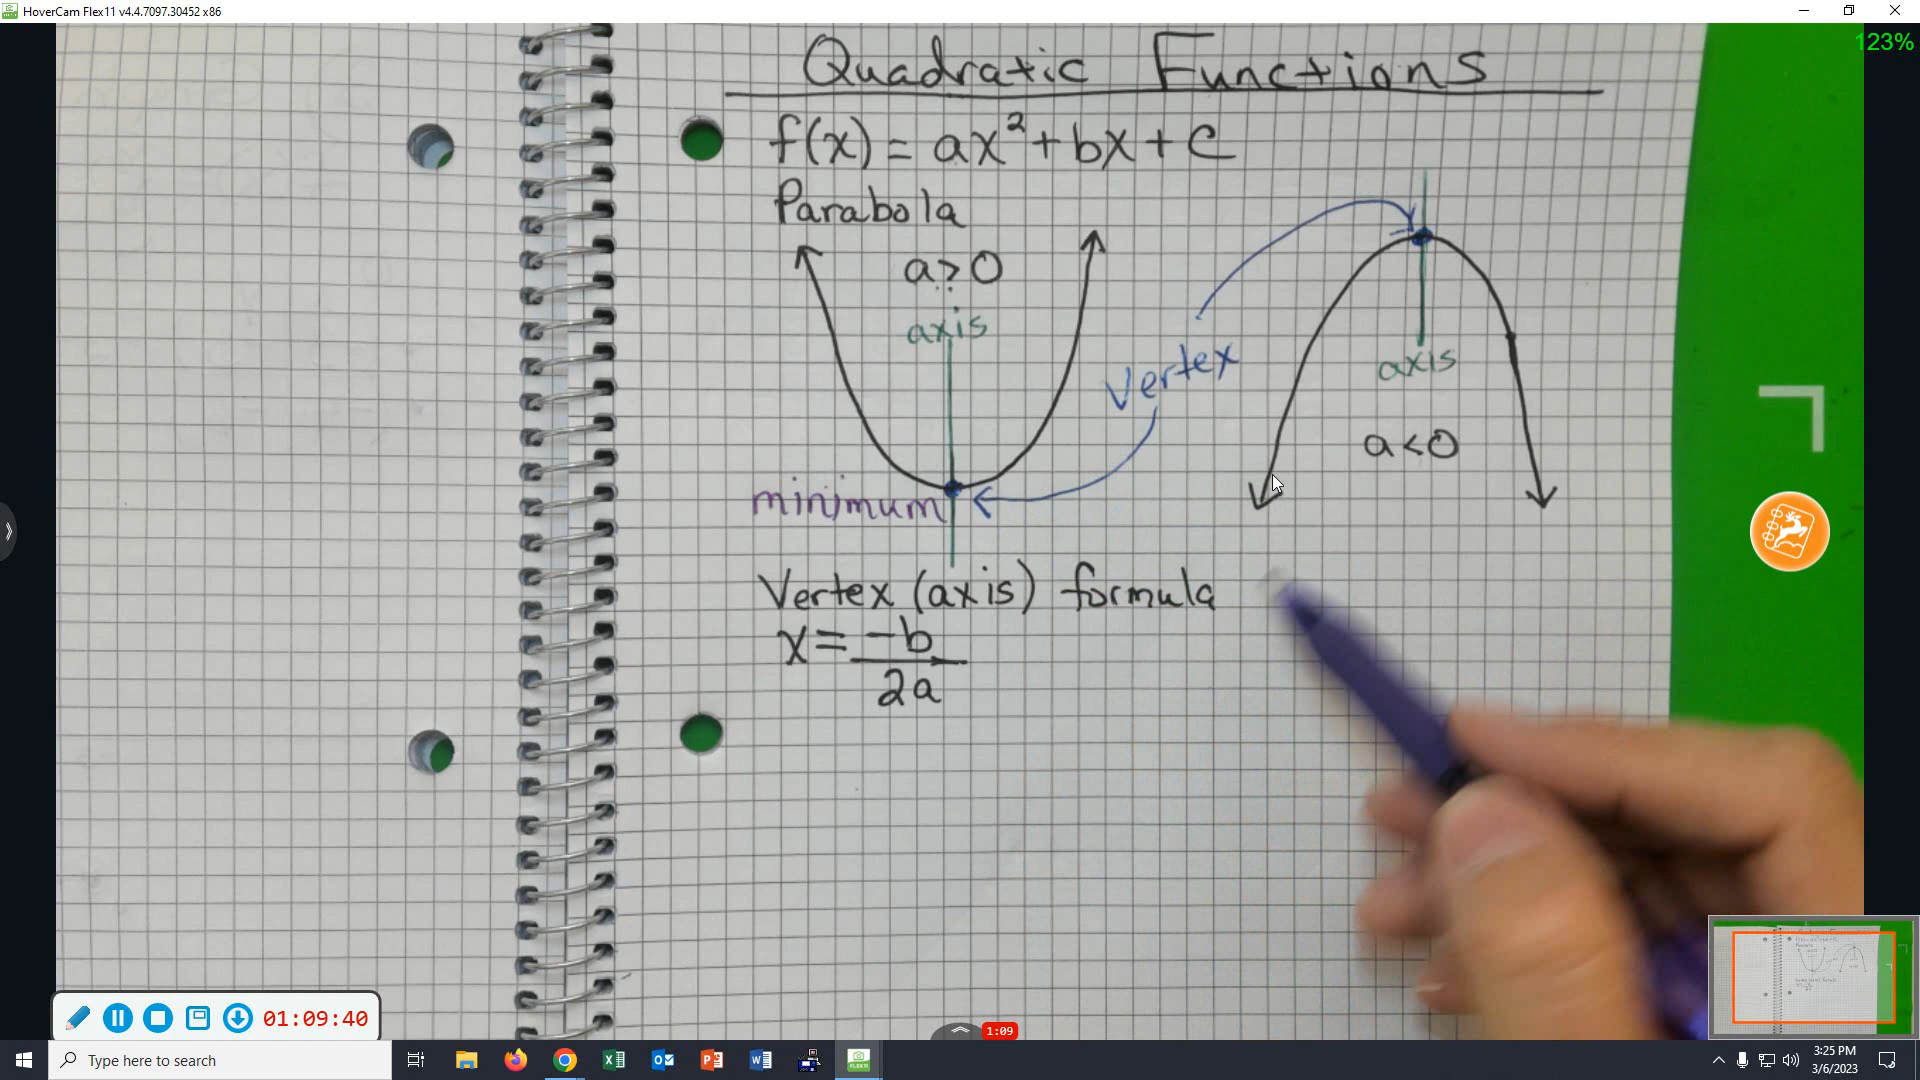 HoverCam Flex11 v4.4.7097.30452 x86
123%
Quadratic Functions
f(x) = ax²+bx+c
Parabola
a>0
axis
Vertex
axis
a<0
minimum
Vertex (axis) formula
x = -b
2a
01:09:40
1:09
Type here to search
3:25 PM
3/6/2023